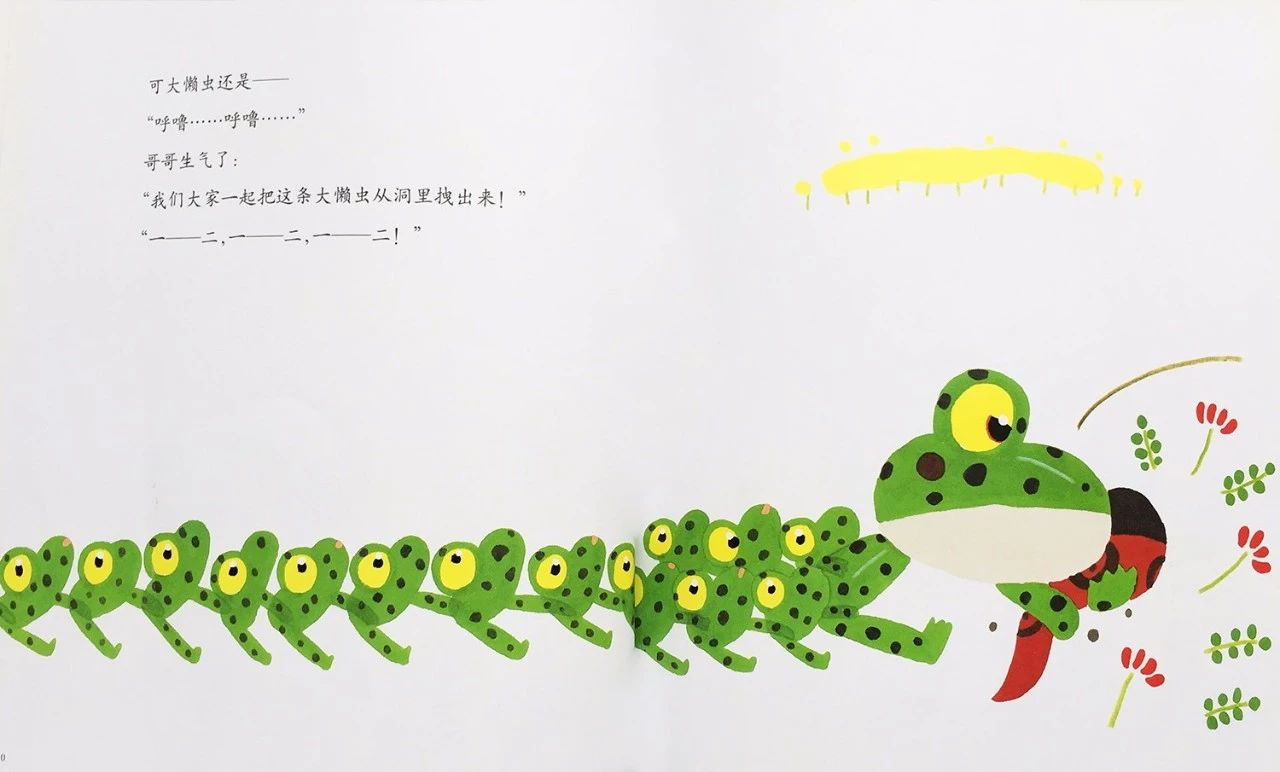 可大懒虫还是——
“呼噜……呼噜……”
哥哥生气了：
“我们大家一起把这条大懒虫从洞里拽出来！”
“一——二，一——二，一——二！”
0